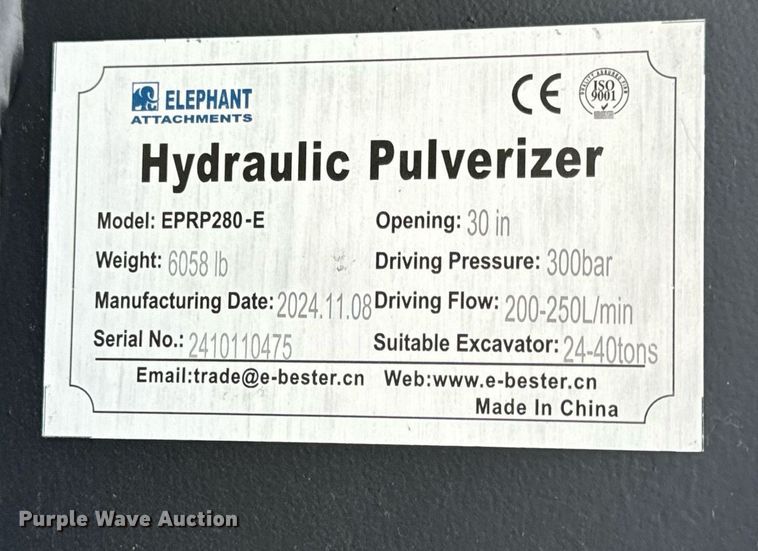 ELEPHANT
ATTACHMENTS
CE
ISO
9001
Hydraulic Pulverizer
Model: EPRP280-E
Opening: 30 in
Weight: 6058 lb
Driving Pressure: 300bar
Manufacturing Date: 2024.11.08
Driving Flow: 200-250L/min
Serial No.: 2410110475
Suitable Excavator: 24-40tons
Email:trade@e-bester.cn Web:www.e-bester.cn
Made In China
Purple Wave Auction